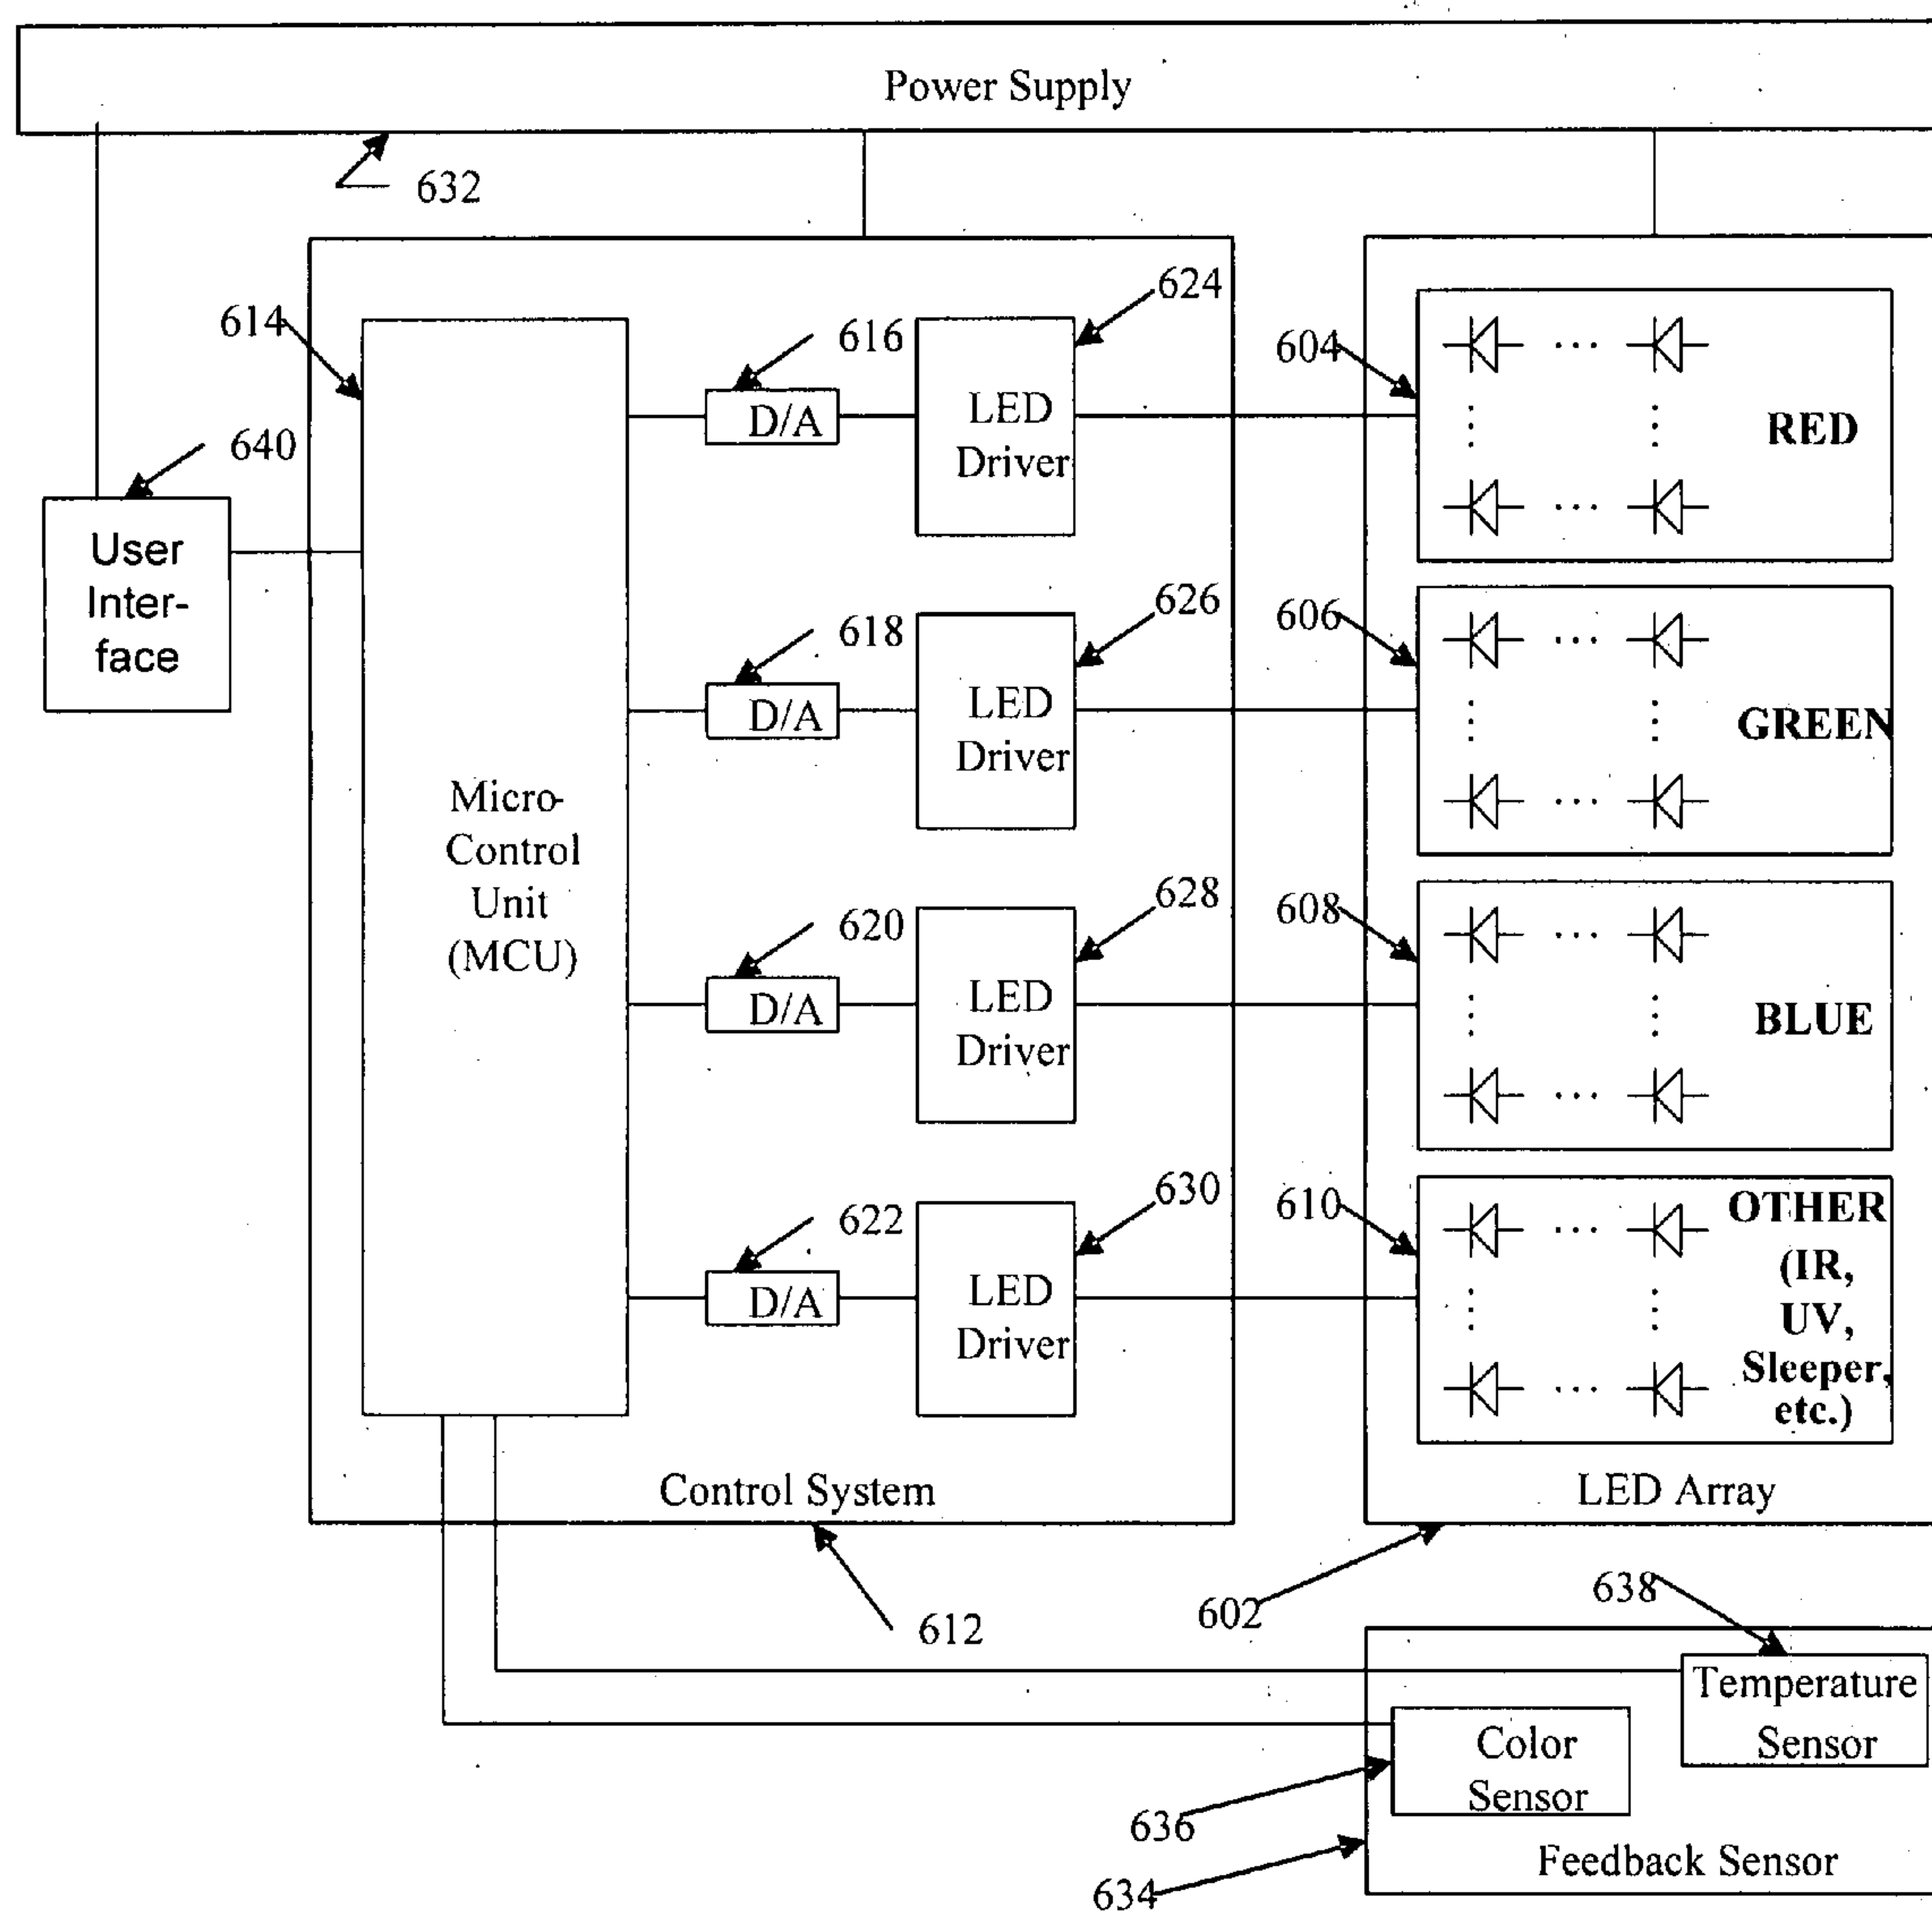 Power Supply
632
614
616
624
D/A
LED
Driver
604
RED
640
User
Inter-
face
618
626
D/A
LED
Driver
606
GREEN
Micro-
Control
Unit
(MCU)
620
628
D/A
LED
Driver
608
BLUE
622
630
D/A
LED
Driver
610
OTHER
(IR,
UV,
Sleeper,
etc.)
Control System
LED Array
612
602
638
Temperature
Sensor
Color
Sensor
636
Feedback Sensor
634